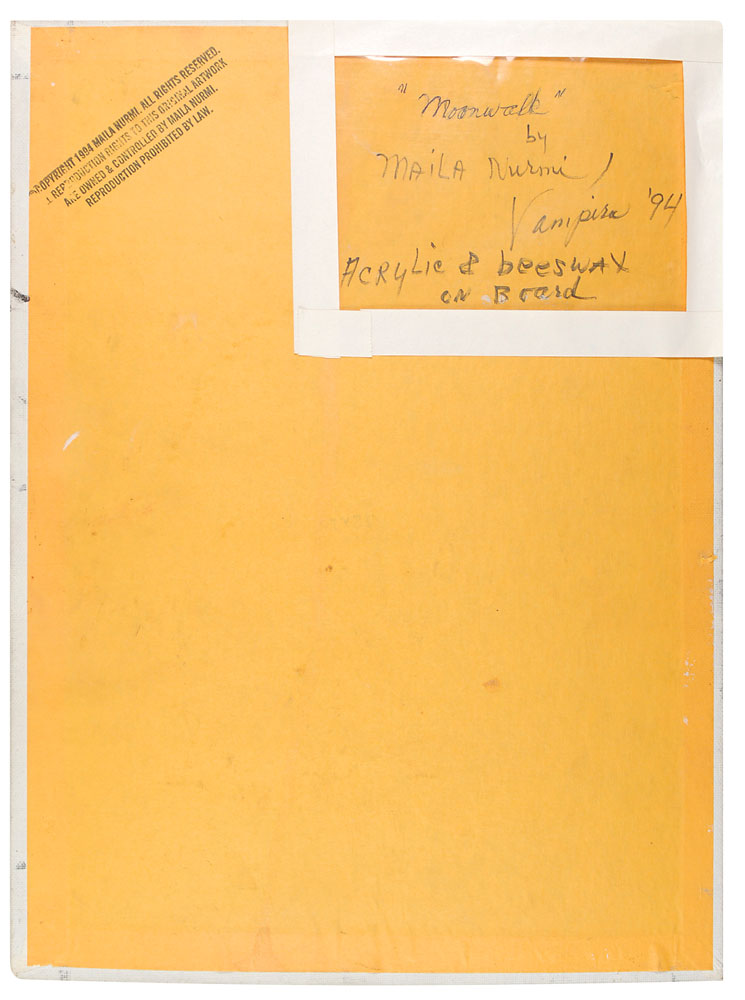 COPYRIGHT 1994 MAILA NURMI. ALL RIGHTS RESERVED.
REPRODUCTION RIGHTS TO THIS ORIGINAL ARTWORK
ARE OWNED & CONTROLLED BY MAILA NURMI.
REPRODUCTION PROHIBITED BY LAW.
"Moonwalk"
by
MAiLA Nurmi /
Vampira '94
ACRyLic & beeswAX
oN Board